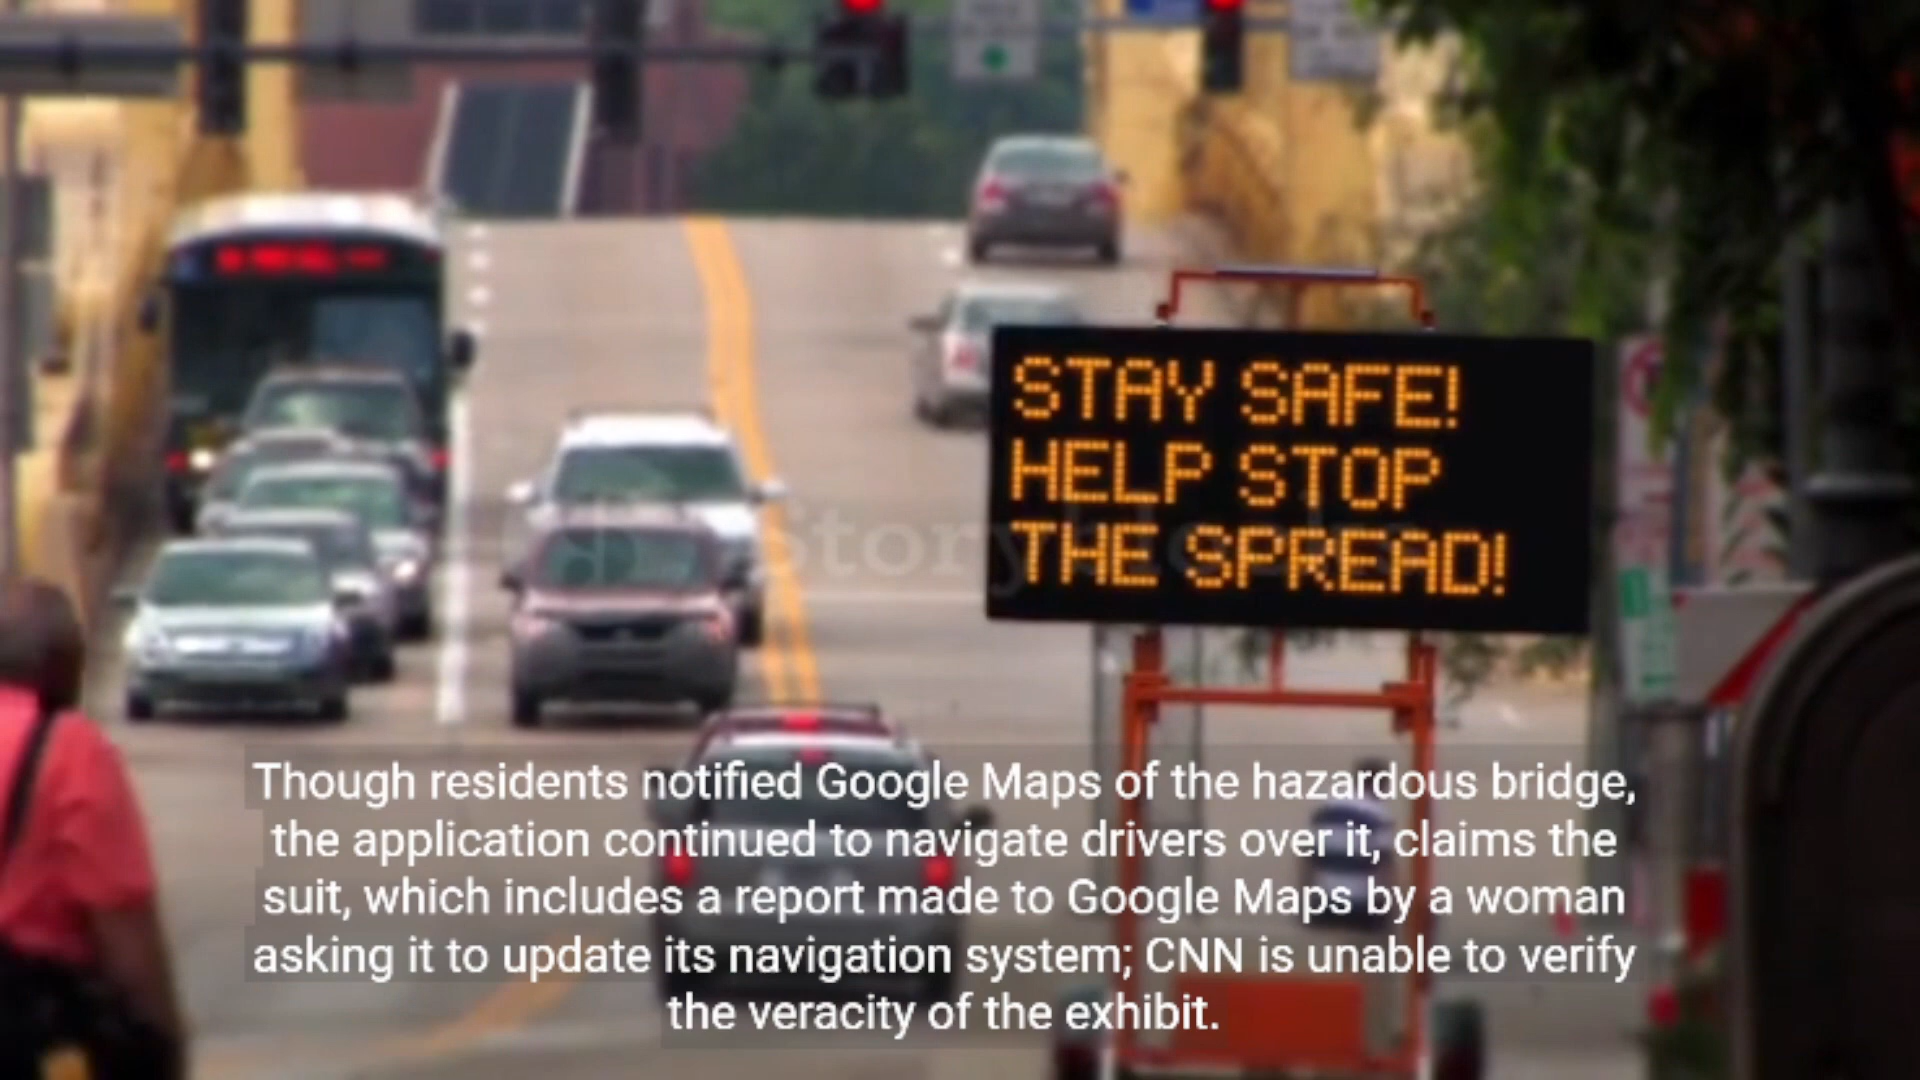 STAY SAFE!
HELP STOP
THE SPREAD!
Storyblocks
Though residents notified Google Maps of the hazardous bridge,
the application continued to navigate drivers over it, claims the
suit, which includes a report made to Google Maps by a woman
asking it to update its navigation system; CNN is unable to verify
the veracity of the exhibit.